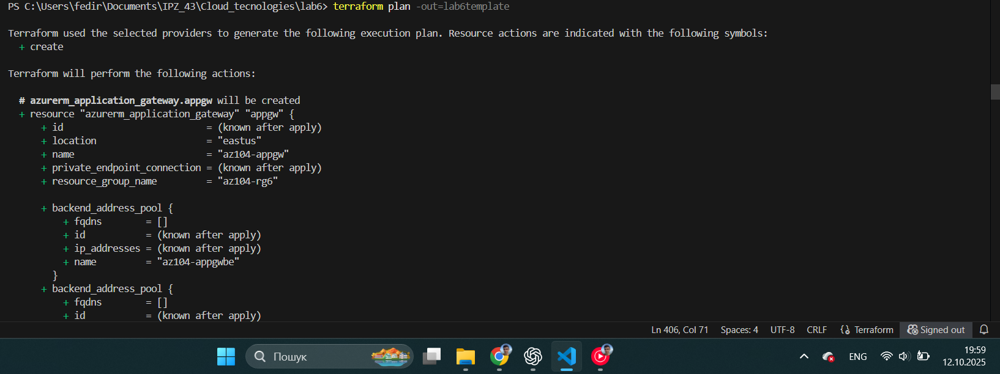 PS C:\Users\fedir\Documents\IPZ_43\Cloud_tecnologies\lab6> terraform plan -out=lab6template
Terraform used the selected providers to generate the following execution plan. Resource actions are indicated with the following symbols:
+ create
Terraform will perform the following actions:
# azurerm_application_gateway.appgw will be created
+ resource "azurerm_application_gateway" "appgw" {
+ id = (known after apply)
+ location = "eastus"
+ name = "az104-appgw"
+ private_endpoint_connection = (known after apply)
+ resource_group_name = "az104-rg6"
+ backend_address_pool {
+ fqdns = []
+ id = (known after apply)
+ ip_addresses = (known after apply)
+ name = "az104-appgwbe"
}
+ backend_address_pool {
+ fqdns = []
+ id = (known after apply)
Ln 406, Col 71 Spaces: 4 UTF-8 CRLF {} Terraform Signed out
Пошук
ENG
19:59
12.10.2025